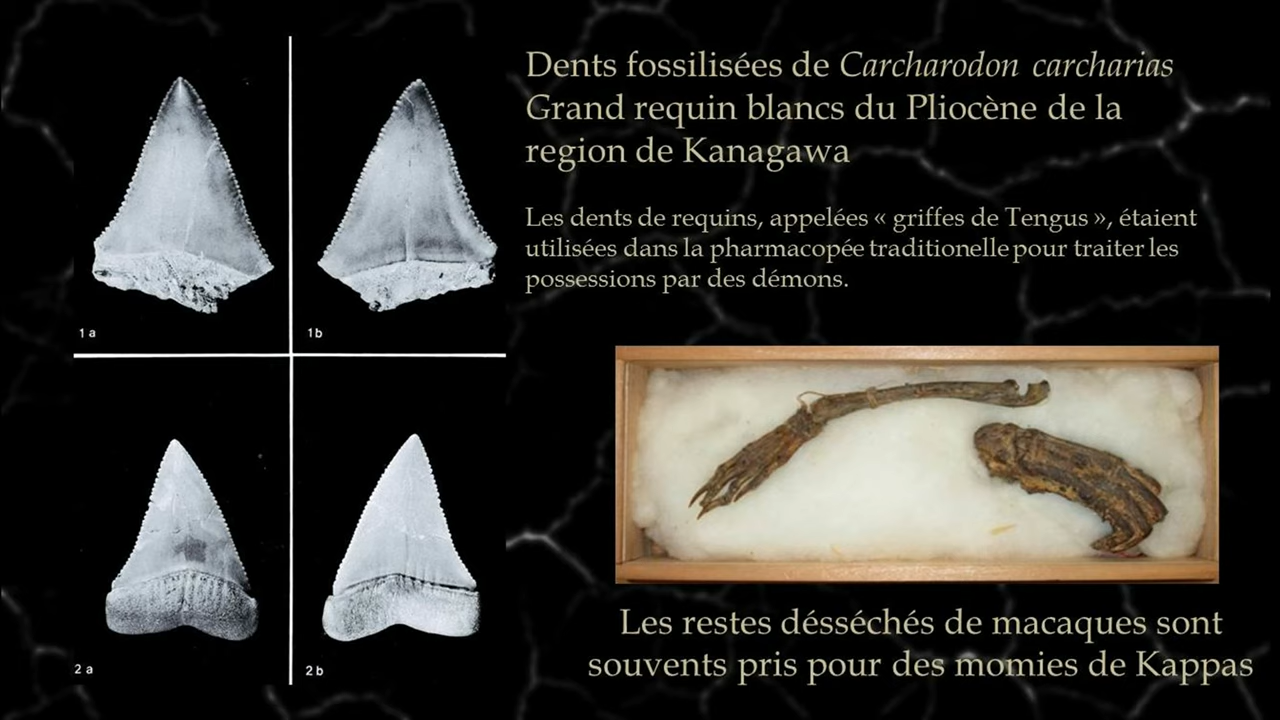 Dents fossilisées de Carcharodon carcharias
Grand requin blancs du Pliocène de la
region de Kanagawa
Les dents de requins, appelées « griffes de Tengus », étaient
utilisées dans la pharmacopée traditionelle pour traiter les
possessions par des démons.
1 a
1 b
2 a
2 b
Les restes désséchés de macaques sont
souvents pris pour des momies de Kappas